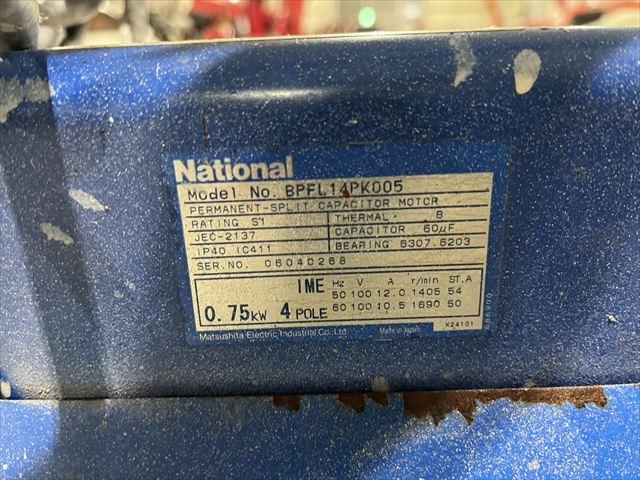 National
Model No. BPFL14PK005
PERMANENT-SPLIT CAPACITOR MOTOR
RATING S1 THERMAL B
JEC-2137 CAPACITOR 60μF
IP40 IC411 BEARING 6307.6203
SER.NO. 06040268
1ME Hz V A r/min ST.A
50 100 12.0 1405 54
0.75KW 4 POLE 60 100 10.5 1690 50
Matsushita Electric Industrial Co.,Ltd. Made in Japan X24101